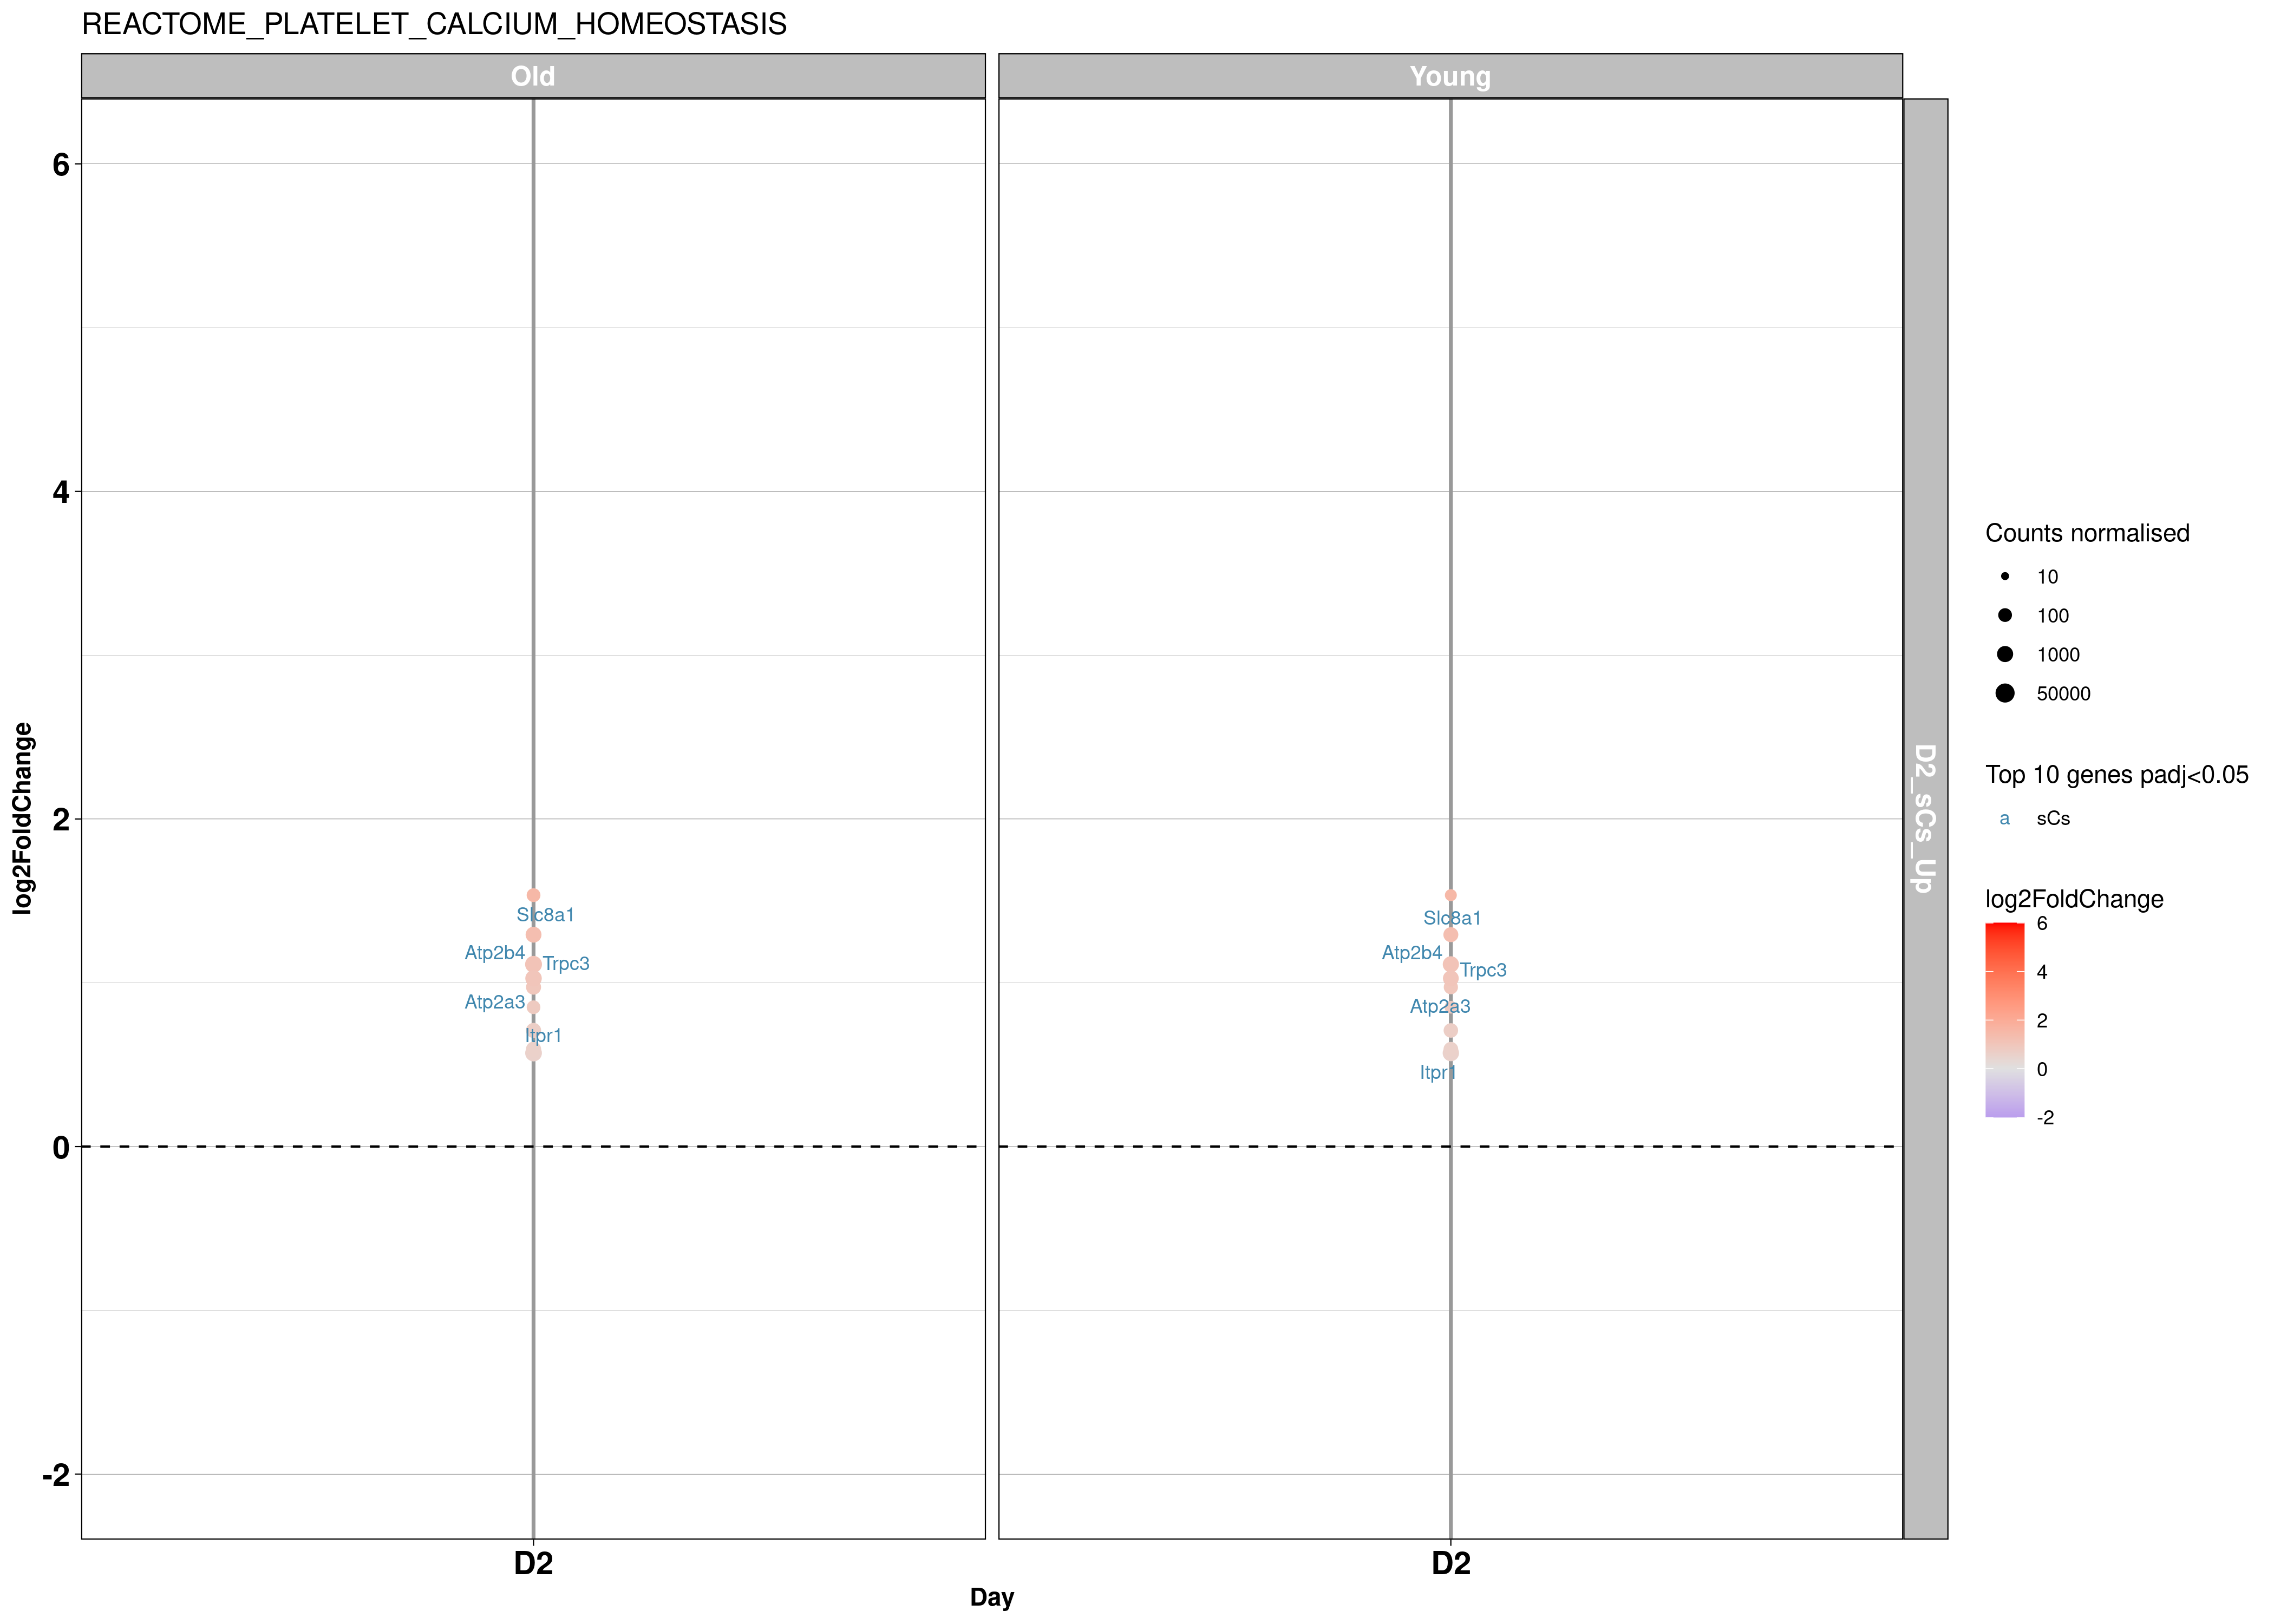 REACTOME_PLATELET_CALCIUM_HOMEOSTASIS
Old
Young
6
4
2
0
-2
log2FoldChange
Slc8a1
Atp2b4
Trpc3
Atp2a3
Itpr1
Slc8a1
Atp2b4
Trpc3
Atp2a3
Itpr1
D2_sCs_Up
D2
D2
Day
Counts normalised
10
100
1000
50000
Top 10 genes padj<0.05
a sCs
log2FoldChange
6
4
2
0
-2